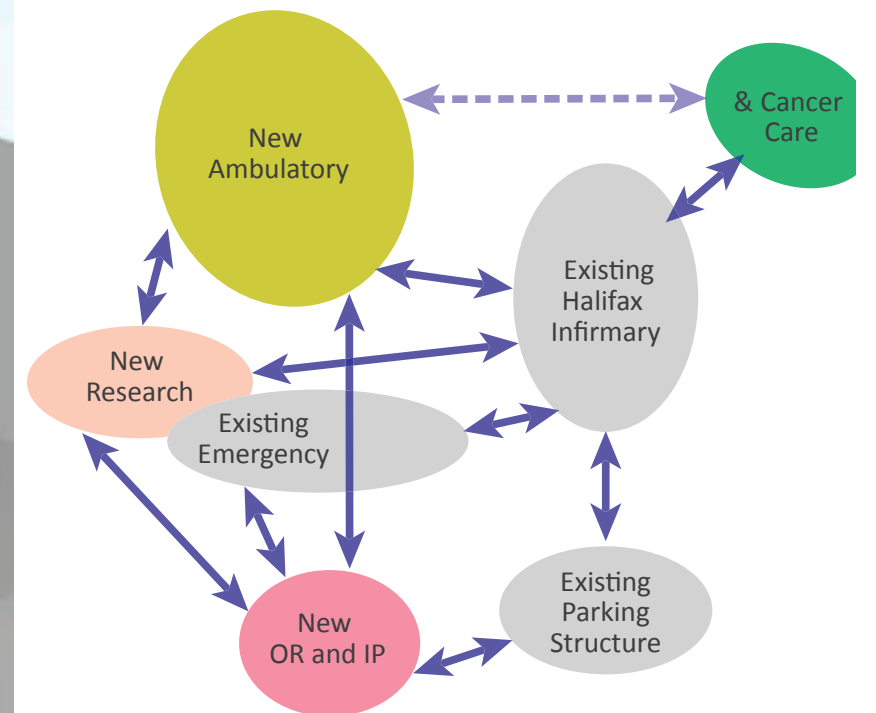 New
Ambulatory
& Cancer
Care
Existing
Halifax
Infirmary
New
Research
Existing
Emergency
New
OR and IP
Existing
Parking
Structure